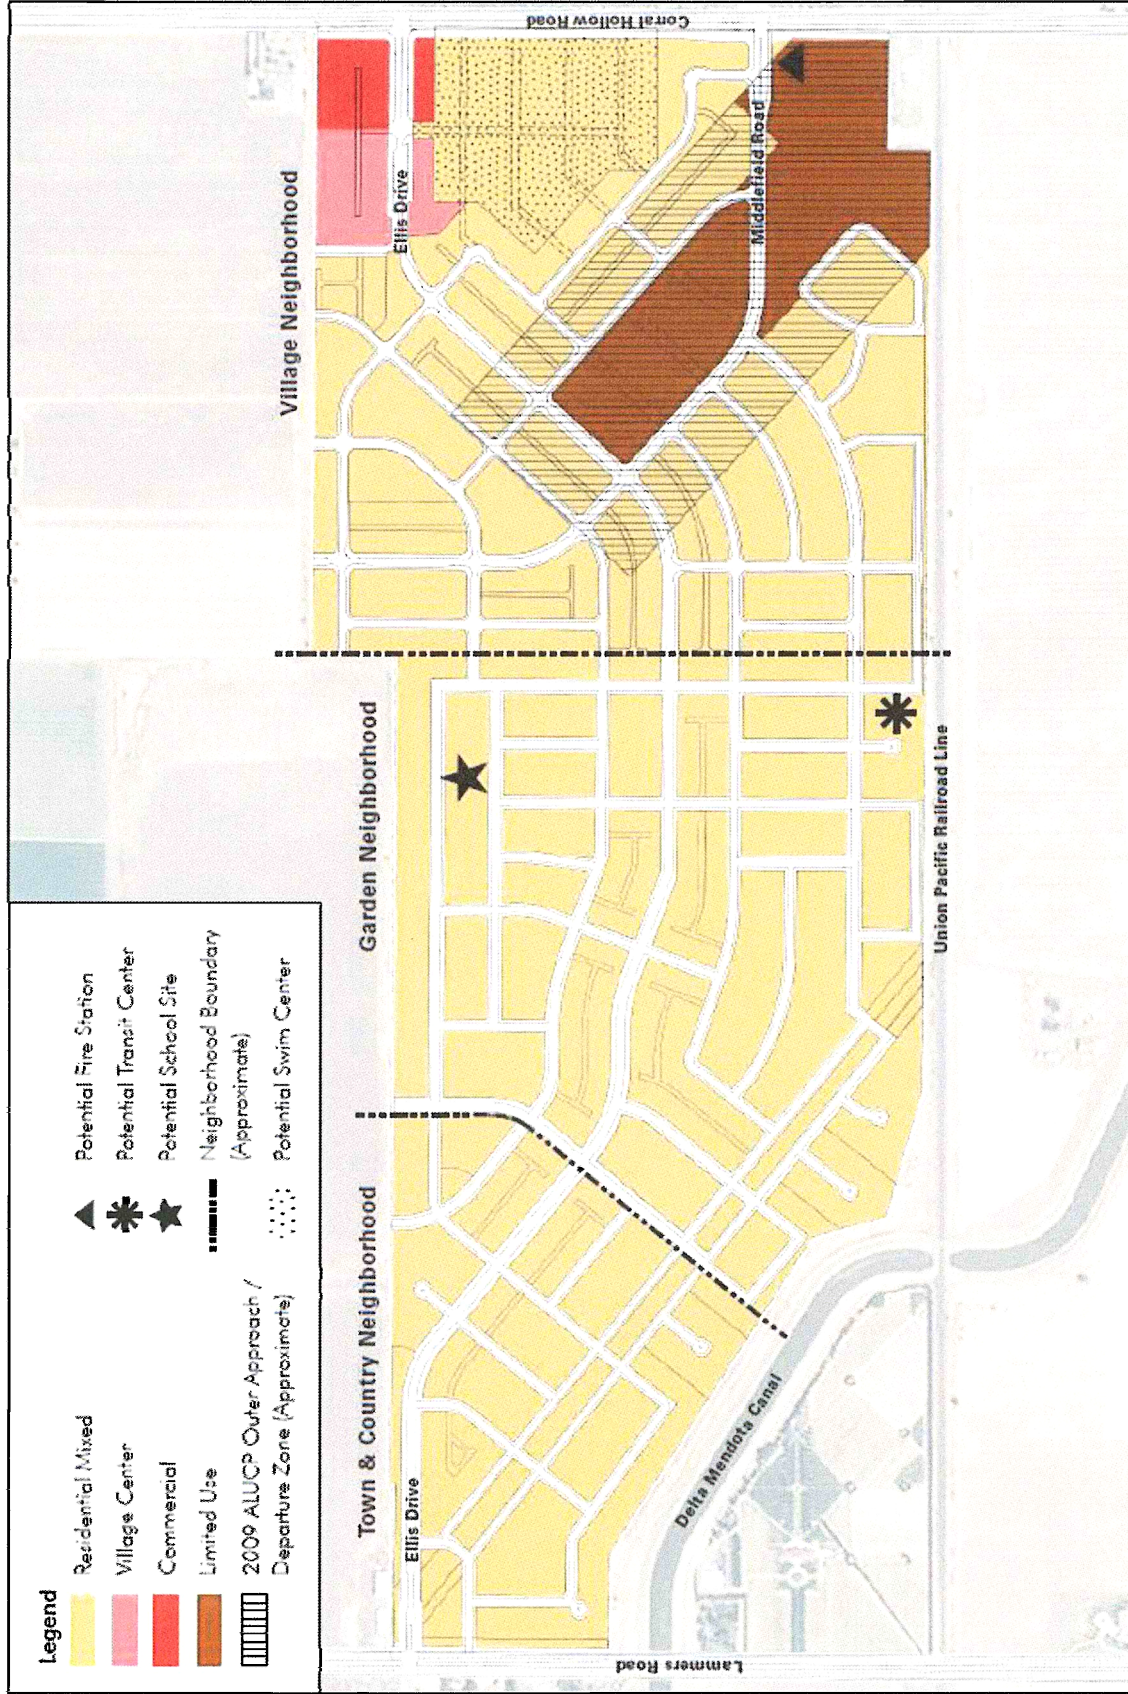 Legend
Residential Mixed
Village Center
Commercial
Limited Use
2009 ALUCP Outer Approach /
Departure Zone (Approximate)
Potential Fire Station
Potential Transit Center
Potential School Site
Neighborhood Boundary
(Approximate)
Potential Swim Center
Town & Country Neighborhood
Garden Neighborhood
Village Neighborhood
Ellis Drive
Ellis Drive
Middlefield Road
Corral Hollow Road
Lammers Road
Delta Mendota Canal
Union Pacific Railroad Line